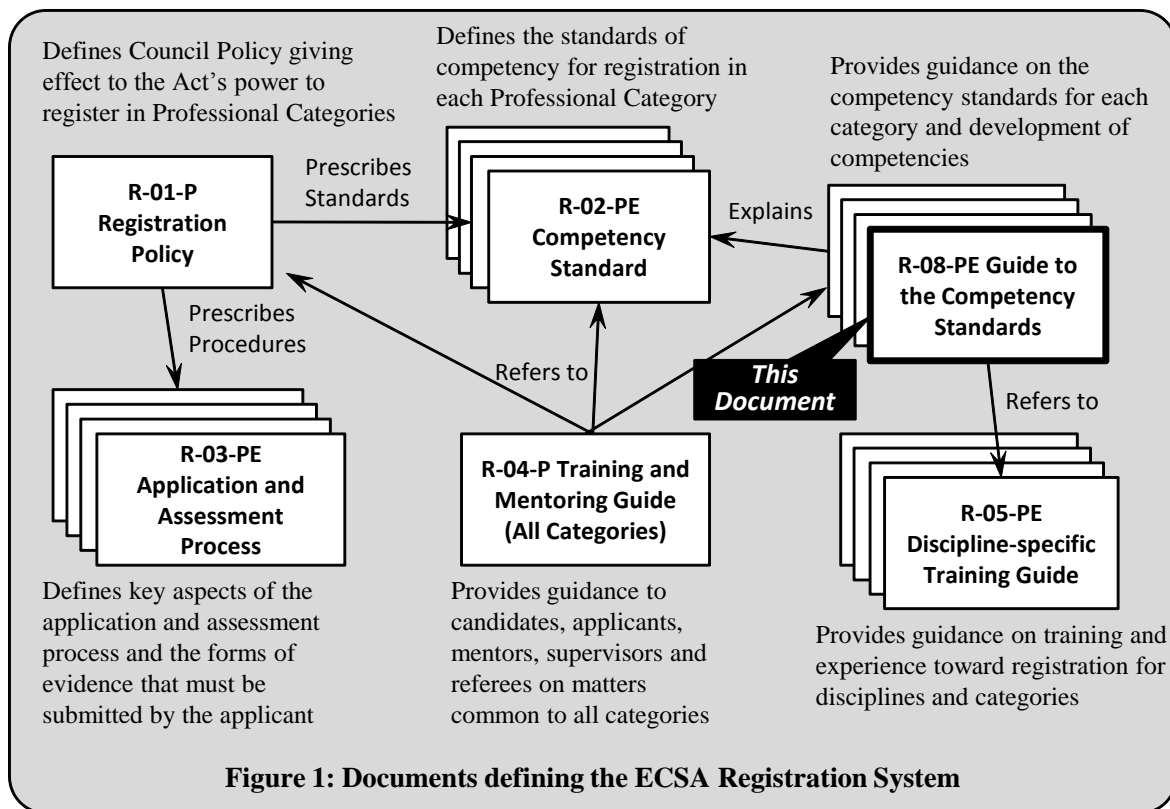 Defines Council Policy giving
effect to the Act's power to
register in Professional Categories
Defines the standards of
competency for registration in
each Professional Category
Provides guidance on the
competency standards for each
category and development of
competencies
R-01-P
Registration
Policy
Prescribes
Standards
R-02-PE
Competency
Standard
Explains
R-08-PE Guide to
the Competency
Standards
This
Document
Prescribes
Procedures
Refers to
Refers to
R-03-PE
Application and
Assessment
Process
R-04-P Training and
Mentoring Guide
(All Categories)
R-05-PE
Discipline-specific
Training Guide
Defines key aspects of the
application and assessment
process and the forms of
evidence that must be
submitted by the applicant
Provides guidance to
candidates, applicants,
mentors, supervisors and
referees on matters
common to all categories
Provides guidance on training and
experience toward registration for
disciplines and categories
Figure 1: Documents defining the ECSA Registration System